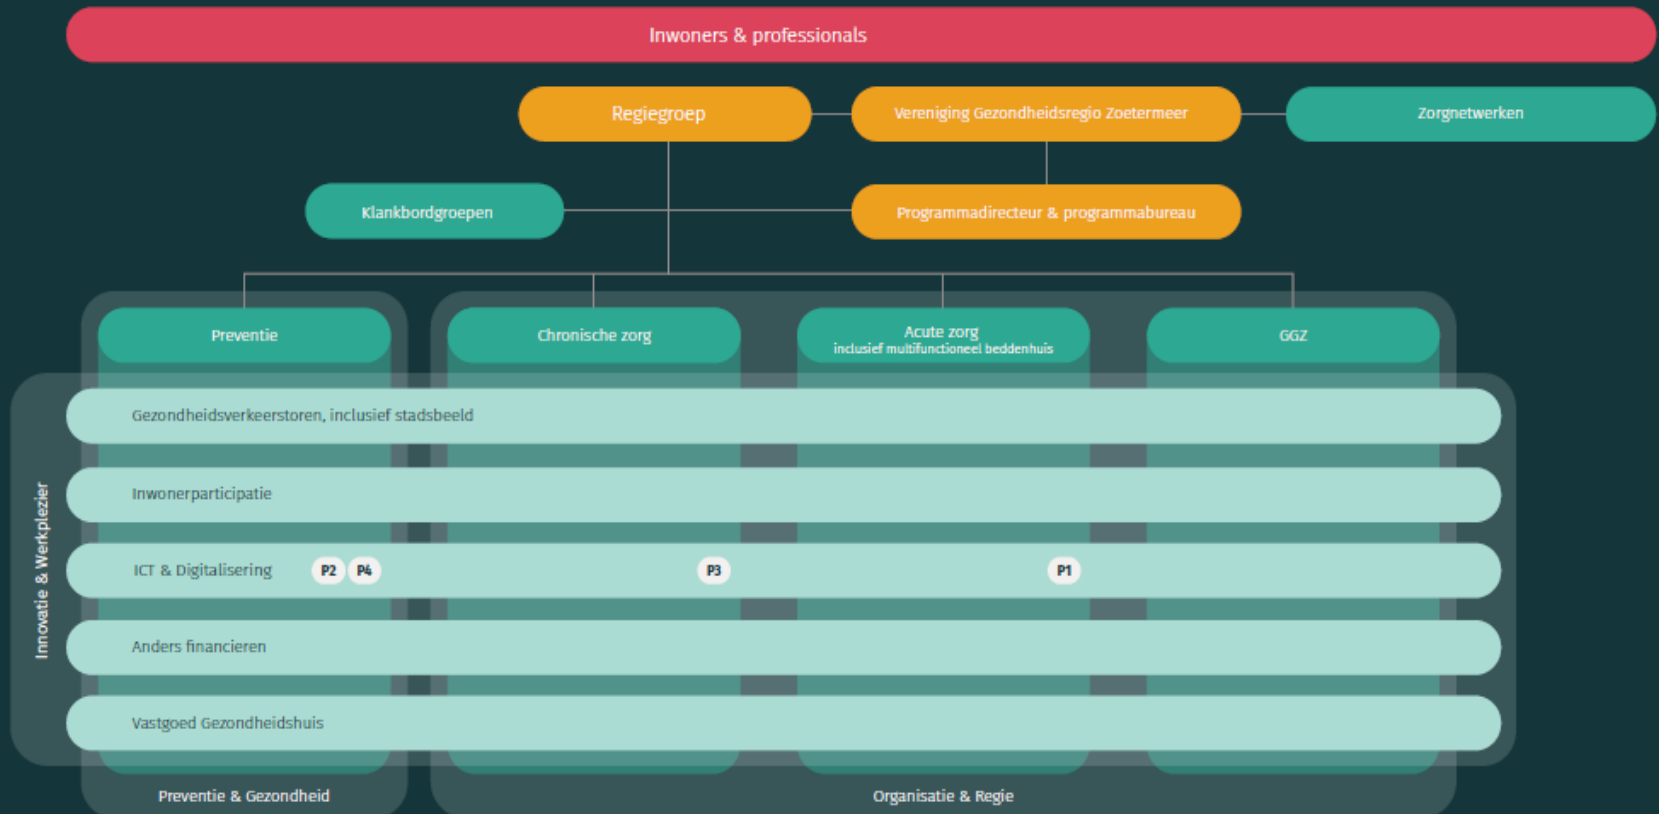 Inwoners & professionals
Regiegroep
Vereniging Gezondheidsregio Zoetermeer
Zorgnetwerken
Klankbordgroepen
Programmadirecteur & programmabureau
Preventie
Chronische zorg
Acute zorg
inclusief multifunctioneel beddenhuis
GGZ
Innovatie & Werkplezier
Gezondheidsverkeerstoren, inclusief stadsbeeld
Inwonerparticipatie
ICT & Digitalisering
P2
P4
P3
P1
Anders financieren
Vastgoed Gezondheidshuis
Preventie & Gezondheid
Organisatie & Regie